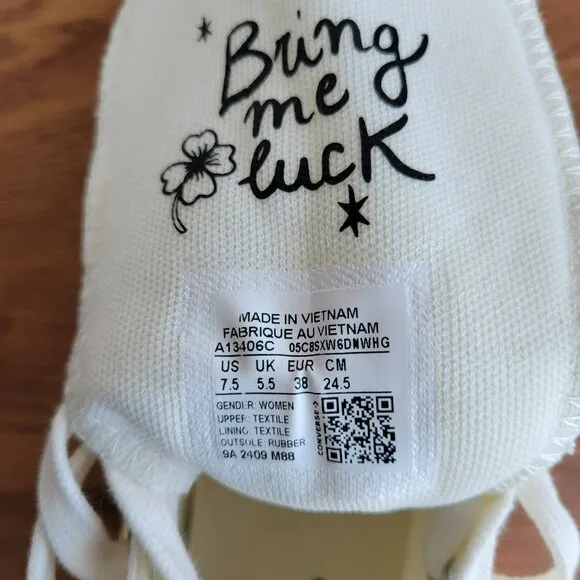 Bring
me
luck
MADE IN VIETNAM
FABRIQUE AU VIETNAM
A13406C 05C8SXW6DNWHG
US UK EUR CM
7.5 5.5 38 24.5
GENDER: WOMEN
UPPER: TEXTILE
LINING: TEXTILE
OUTSOLE: RUBBER
9A 2409 M88
CONVERSE